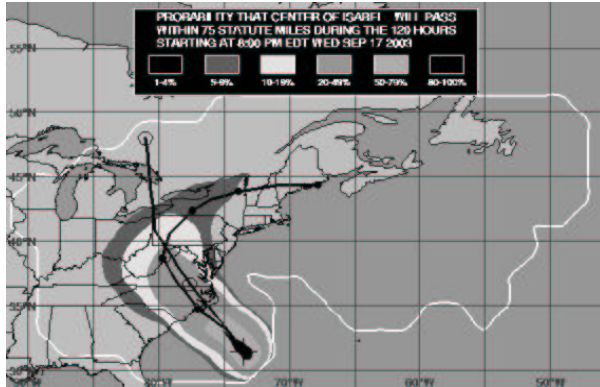 PROBABILITY THAT CENTER OF ISABEL WILL PASS
WITHIN 75 STATUTE MILES DURING THE 120 HOURS
STARTING AT 8:00 PM EDT WED SEP 17 2003
1-4% 5-9% 10-19% 20-49% 50-79% 80-100%
55°N
50°N
45°N
40°N
35°N
80°W 70°W 60°W 50°W